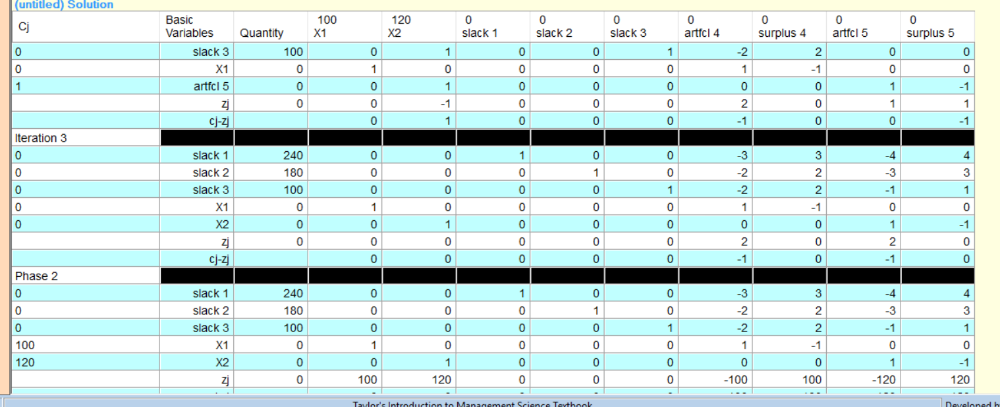 (untitled) Solution
Cj Basic Variables Quantity 100 X1 120 X2 0 slack 1 0 slack 2 0 slack 3 0 artfcl 4 0 surplus 4 0 artfcl 5 0 surplus 5
0 slack 3 100 0 1 0 0 1 -2 2 0 0
0 X1 0 1 0 0 0 0 1 -1 0 0
1 artfcl 5 0 0 1 0 0 0 0 0 1 -1
zj 0 0 -1 0 0 0 2 0 1 1
cj-zj 0 1 0 0 0 -1 0 0 -1
Iteration 3
0 slack 1 240 0 0 1 0 0 -3 3 -4 4
0 slack 2 180 0 0 0 1 0 -2 2 -3 3
0 slack 3 100 0 0 0 0 1 -2 2 -1 1
0 X1 0 1 0 0 0 0 1 -1 0 0
0 X2 0 0 1 0 0 0 0 0 1 -1
zj 0 0 0 0 0 0 2 0 2 0
cj-zj 0 0 0 0 0 -1 0 -1 0
Phase 2
0 slack 1 240 0 0 1 0 0 -3 3 -4 4
0 slack 2 180 0 0 0 1 0 -2 2 -3 3
0 slack 3 100 0 0 0 0 1 -2 2 -1 1
100 X1 0 1 0 0 0 0 1 -1 0 0
120 X2 0 0 1 0 0 0 0 0 1 -1
zj 0 100 120 0 0 0 -100 100 -120 120
Taylor's Introduction to Management Science Textbook Developed